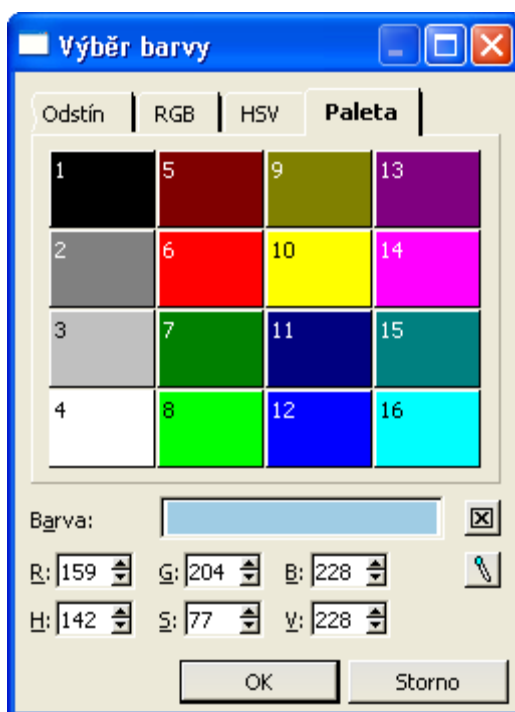 Výběr barvy
Odstín RGB HSV Paleta
1 5 9 13
2 6 10 14
3 7 11 15
4 8 12 16
Barva:
R: 159 G: 204 B: 228
H: 142 S: 77 V: 228
OK Storno